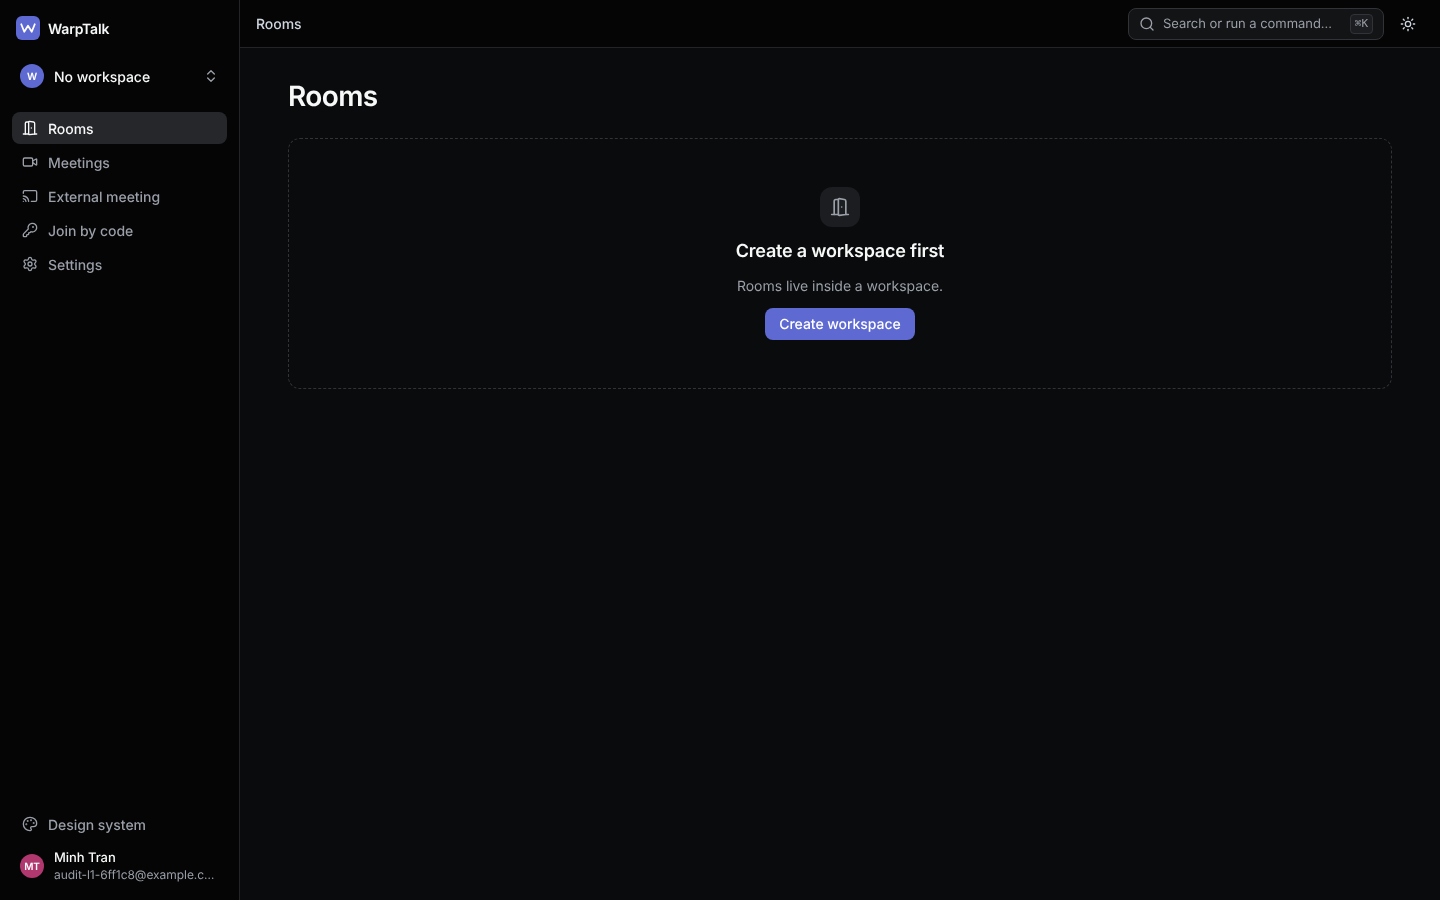 WarpTalk
W
No workspace
Rooms
Meetings
External meeting
Join by code
Settings
Design system
MT
Minh Tran
audit-l1-6ff1c8@example.c...
Rooms
Search or run a command...
⌘K
Rooms
Create a workspace first
Rooms live inside a workspace.
Create workspace